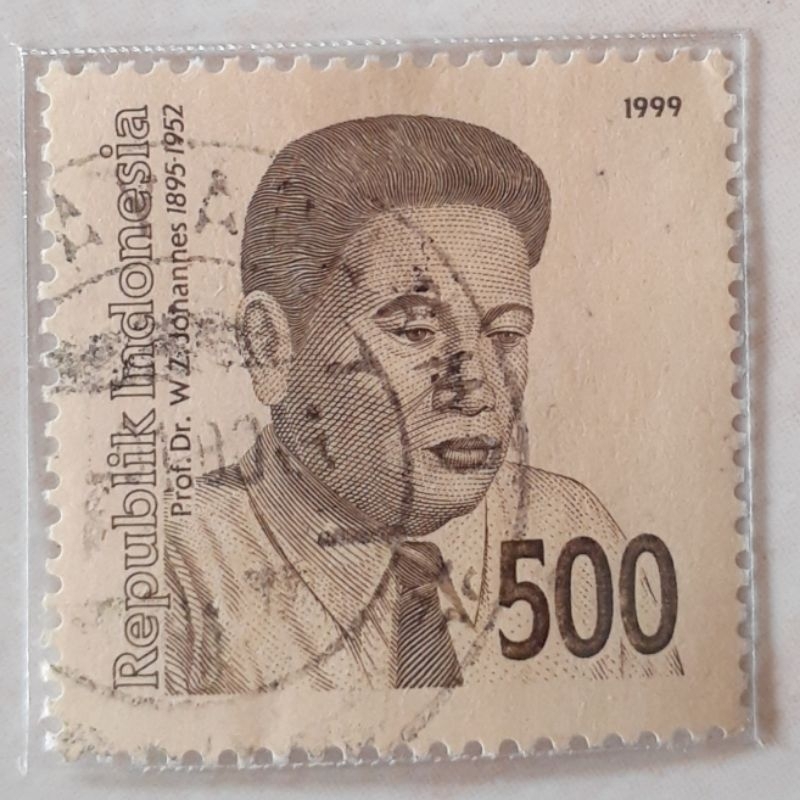 1999
Republik Indonesia
Prof. Dr. W.Z. Johannes 1895-1952
500